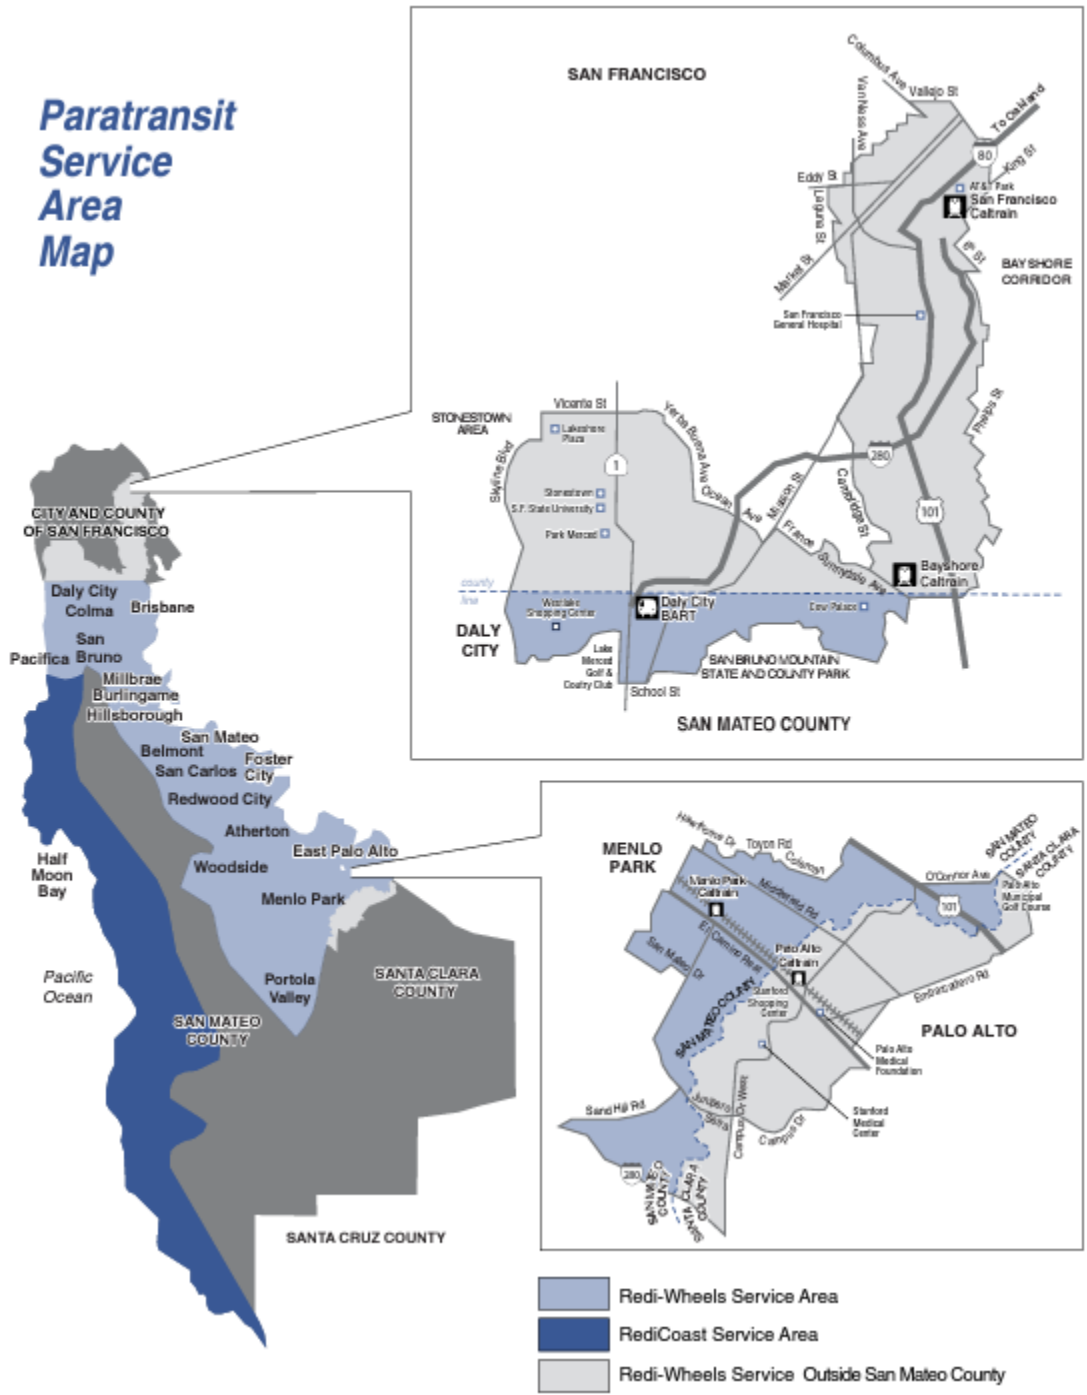 Paratransit
Service
Area
Map
SAN FRANCISCO
Columbus Ave
Vallejo St
Van Ness Ave
To Oakland
80
King St
Eddy St
Laguna St
AT&T Park
San Francisco
Caltrain
Market St
6th St
BAYSHORE
CORRIDOR
San Francisco
General Hospital
Phelps St
STONESTOWN
AREA
Vicente St
Yerba Buena Ave
Lakeshore
Plaza
Skyline Blvd
1
280
Stonestown
S.F. State University
Park Merced
Ocean Ave
Mission St
Cambridge St
101
France
Sunnydale Ave
Bayshore
Caltrain
county
line
Westlake
Shopping Center
Daly City
BART
Cow Palace
DALY
CITY
Lake
Merced
Golf &
Coutry Club
SAN BRUNO MOUNTAIN
STATE AND COUNTY PARK
School St
SAN MATEO COUNTY
CITY AND COUNTY
OF SAN FRANCISCO
Daly City
Colma
Brisbane
San
Bruno
Pacifica
Millbrae
Burlingame
Hillsborough
San Mateo
Belmont
Foster
City
San Carlos
Redwood City
Atherton
East Palo Alto
Woodside
Menlo Park
Half
Moon
Bay
Pacific
Ocean
Portola
Valley
SANTA CLARA
COUNTY
SAN MATEO
COUNTY
SANTA CRUZ COUNTY
MENLO
PARK
Hawthorne Dr
Toyon Rd
Coleman
SAN MATEO
COUNTY
SANTA CLARA
COUNTY
O'Connor Ave
Palo Alto
Municipal
Golf Course
101
Menlo Park
Caltrain
Middlefield Rd
El Camino Real
San Mateo Dr
Palo Alto
Caltrain
Embarcadero Rd
SAN MATEO COUNTY
Stanford
Shopping
Center
PALO ALTO
Palo Alto
Medical
Foundation
Sand Hill Rd
Junipero
Serra
Campus Dr West
Campus Dr
Stanford
Medical
Center
280
SAN MATEO
COUNTY
SANTA CLARA
COUNTY
Redi-Wheels Service Area
RediCoast Service Area
Redi-Wheels Service Outside San Mateo County